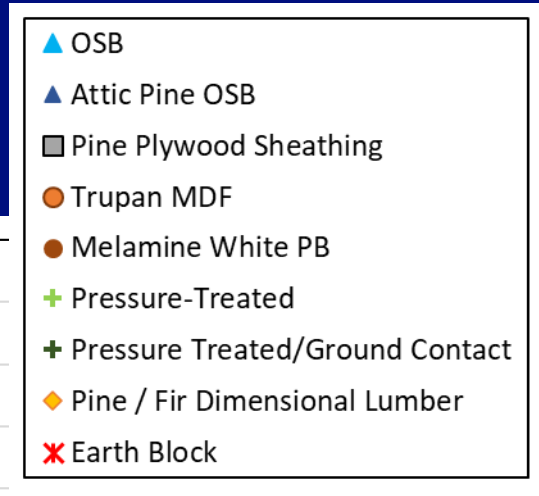 OSB
Attic Pine OSB
Pine Plywood Sheathing
Trupan MDF
Melamine White PB
Pressure-Treated
Pressure Treated/Ground Contact
Pine / Fir Dimensional Lumber
Earth Block